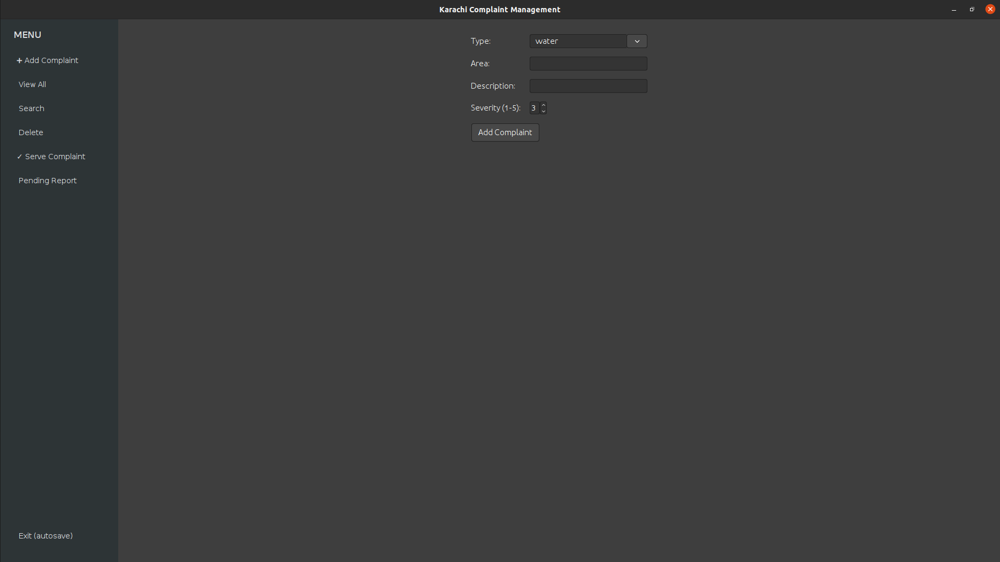 Karachi Complaint Management
MENU
+ Add Complaint
View All
Search
Delete
✓ Serve Complaint
Pending Report
Exit (autosave)
Type: water
Area:
Description:
Severity (1-5): 3
Add Complaint